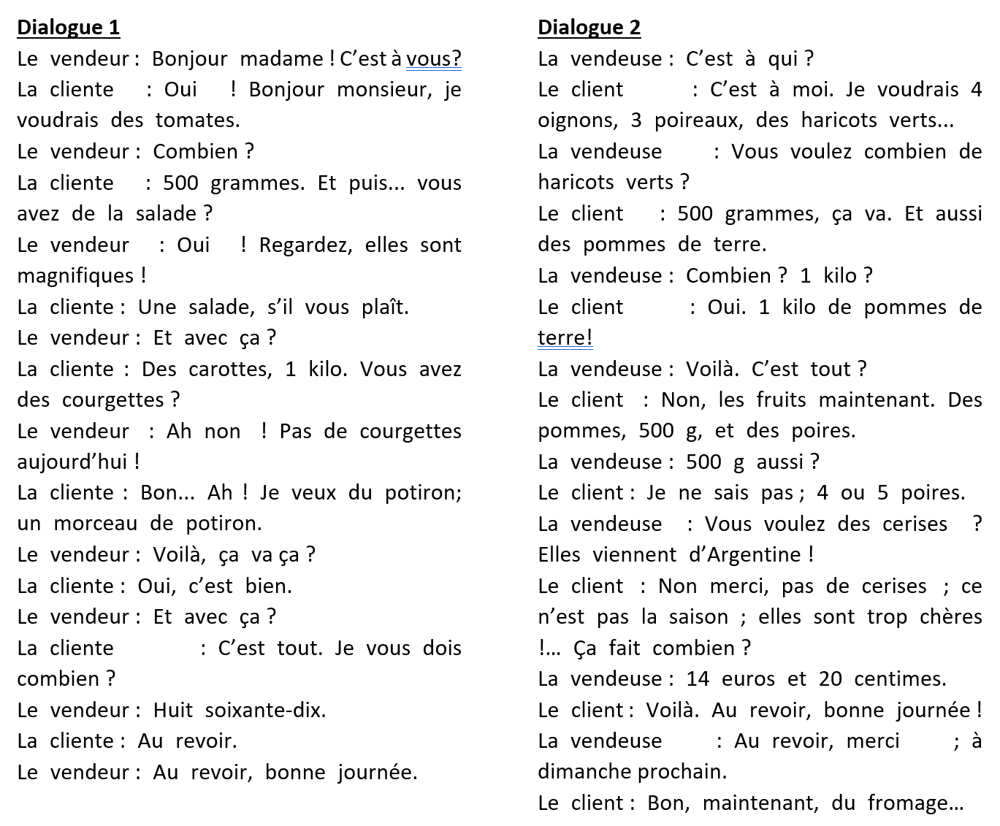 Dialogue 1
Le vendeur : Bonjour madame ! C’est à vous?
La cliente : Oui ! Bonjour monsieur, je
voudrais des tomates.
Le vendeur : Combien ?
La cliente : 500 grammes. Et puis... vous
avez de la salade ?
Le vendeur : Oui ! Regardez, elles sont
magnifiques !
La cliente : Une salade, s’il vous plaît.
Le vendeur : Et avec ça ?
La cliente : Des carottes, 1 kilo. Vous avez
des courgettes ?
Le vendeur : Ah non ! Pas de courgettes
aujourd’hui !
La cliente : Bon... Ah ! Je veux du potiron;
un morceau de potiron.
Le vendeur : Voilà, ça va ça ?
La cliente : Oui, c’est bien.
Le vendeur : Et avec ça ?
La cliente : C’est tout. Je vous dois
combien ?
Le vendeur : Huit soixante-dix.
La cliente : Au revoir.
Le vendeur : Au revoir, bonne journée.
Dialogue 2
La vendeuse : C’est à qui ?
Le client : C’est à moi. Je voudrais 4
oignons, 3 poireaux, des haricots verts...
La vendeuse : Vous voulez combien de
haricots verts ?
Le client : 500 grammes, ça va. Et aussi
des pommes de terre.
La vendeuse : Combien ? 1 kilo ?
Le client : Oui. 1 kilo de pommes de
terre!
La vendeuse : Voilà. C’est tout ?
Le client : Non, les fruits maintenant. Des
pommes, 500 g, et des poires.
La vendeuse : 500 g aussi ?
Le client : Je ne sais pas ; 4 ou 5 poires.
La vendeuse : Vous voulez des cerises ?
Elles viennent d’Argentine !
Le client : Non merci, pas de cerises ; ce
n’est pas la saison ; elles sont trop chères
!... Ça fait combien ?
La vendeuse : 14 euros et 20 centimes.
Le client : Voilà. Au revoir, bonne journée !
La vendeuse : Au revoir, merci ; à
dimanche prochain.
Le client : Bon, maintenant, du fromage...